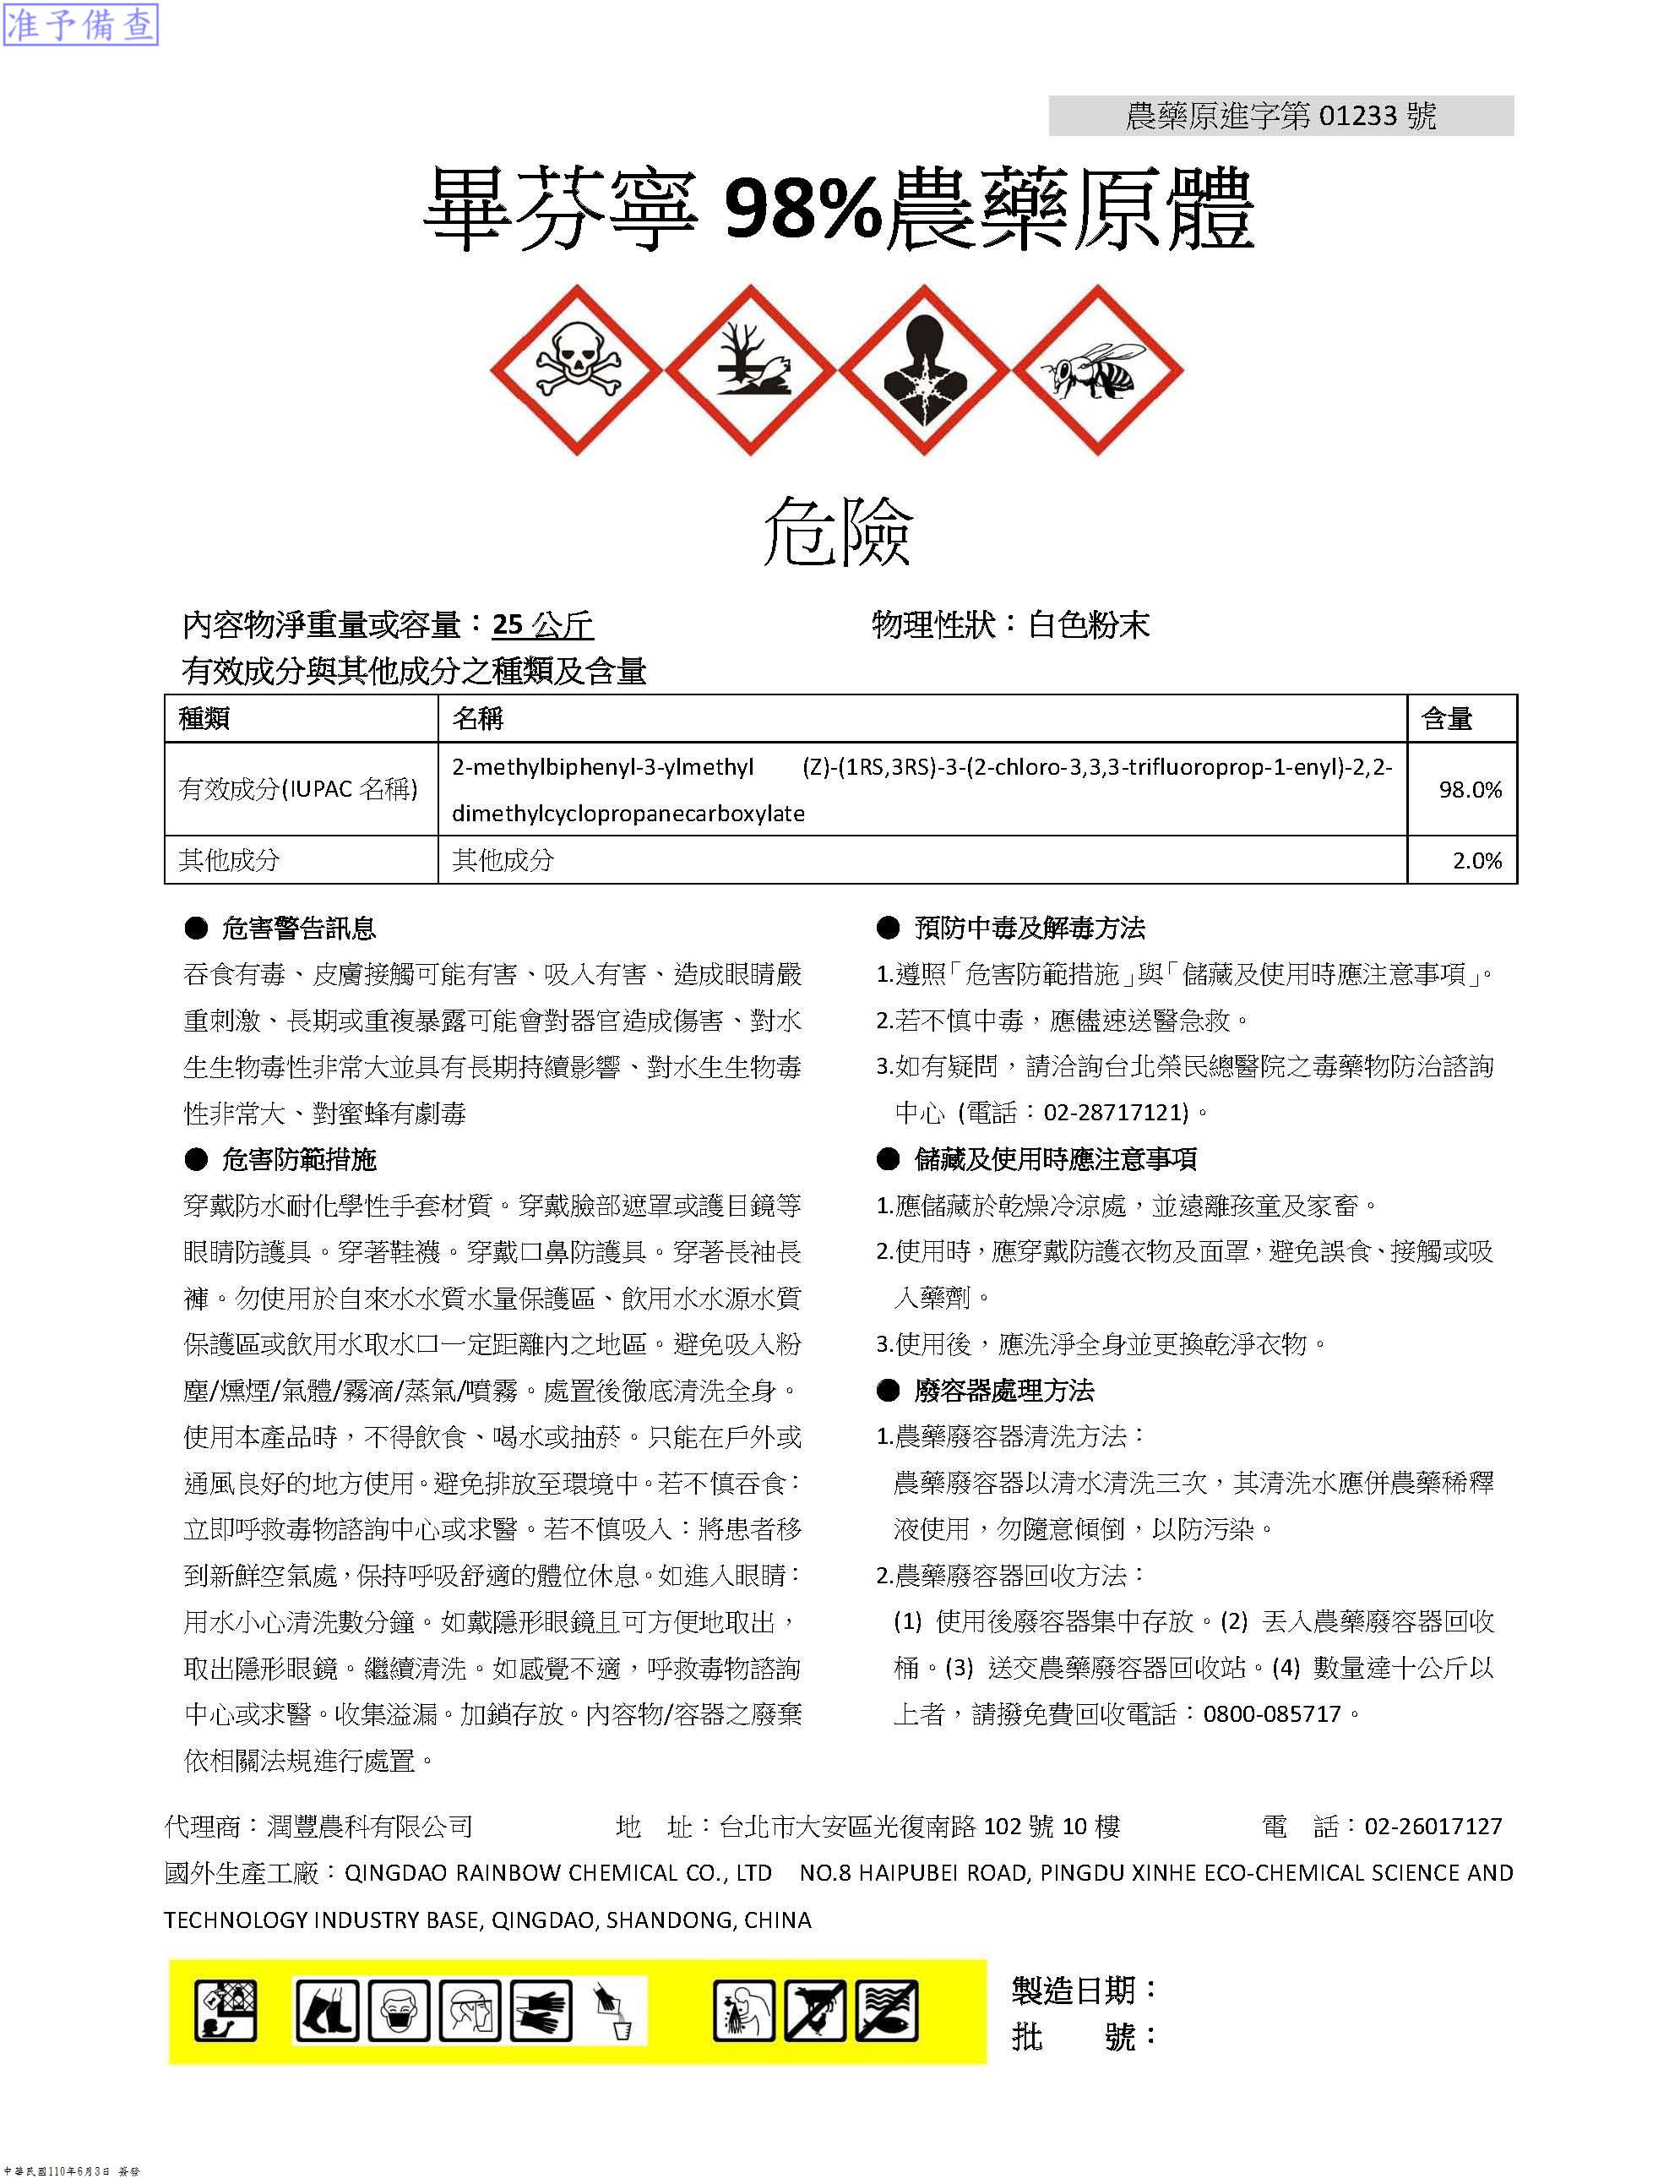 准予備查
農藥原進字第 01233 號
畢芬寧 98%農藥原體
危險
內容物淨重量或容量：25 公斤
物理性狀：白色粉末
有效成分與其他成分之種類及含量
種類 名稱 含量
有效成分(IUPAC 名稱) 2-methylbiphenyl-3-ylmethyl (Z)-(1RS,3RS)-3-(2-chloro-3,3,3-trifluoroprop-1-enyl)-2,2-
dimethylcyclopropanecarboxylate 98.0%
其他成分 其他成分 2.0%
● 危害警告訊息
吞食有毒、皮膚接觸可能有害、吸入有害、造成眼睛嚴
重刺激、長期或重複暴露可能會對器官造成傷害、對水
生生物毒性非常大並具有長期持續影響、對水生生物毒
性非常大、對蜜蜂有劇毒
● 危害防範措施
穿戴防水耐化學性手套材質。穿戴臉部遮罩或護目鏡等
眼睛防護具。穿著鞋襪。穿戴口鼻防護具。穿著長袖長
褲。勿使用於自來水水質水量保護區、飲用水水源水質
保護區或飲用水取水口一定距離內之地區。避免吸入粉
塵/燻煙/氣體/霧滴/蒸氣/噴霧。處置後徹底清洗全身。
使用本產品時，不得飲食、喝水或抽菸。只能在戶外或
通風良好的地方使用。避免排放至環境中。若不慎吞食：
立即呼救毒物諮詢中心或求醫。若不慎吸入：將患者移
到新鮮空氣處，保持呼吸舒適的體位休息。如進入眼睛：
用水小心清洗數分鐘。如戴隱形眼鏡且可方便地取出，
取出隱形眼鏡。繼續清洗。如感覺不適，呼救毒物諮詢
中心或求醫。收集溢漏。加鎖存放。內容物/容器之廢棄
依相關法規進行處置。
● 預防中毒及解毒方法
1.遵照「危害防範措施」與「儲藏及使用時應注意事項」。
2.若不慎中毒，應儘速送醫急救。
3.如有疑問，請洽詢台北榮民總醫院之毒藥物防治諮詢
中心 (電話：02-28717121)。
● 儲藏及使用時應注意事項
1.應儲藏於乾燥冷涼處，並遠離孩童及家畜。
2.使用時，應穿戴防護衣物及面罩，避免誤食、接觸或吸
入藥劑。
3.使用後，應洗淨全身並更換乾淨衣物。
● 廢容器處理方法
1.農藥廢容器清洗方法：
農藥廢容器以清水清洗三次，其清洗水應併農藥稀釋
液使用，勿隨意傾倒，以防污染。
2.農藥廢容器回收方法：
(1) 使用後廢容器集中存放。(2) 丟入農藥廢容器回收
桶。(3) 送交農藥廢容器回收站。(4) 數量達十公斤以
上者，請撥免費回收電話：0800-085717。
代理商：潤豐農科有限公司 地 址：台北市大安區光復南路 102 號 10 樓 電 話：02-26017127
國外生產工廠：QINGDAO RAINBOW CHEMICAL CO., LTD NO.8 HAIPUBEI ROAD, PINGDU XINHE ECO-CHEMICAL SCIENCE AND
TECHNOLOGY INDUSTRY BASE, QINGDAO, SHANDONG, CHINA
製造日期：
批 號：
中華民國110年6月3日 簽發